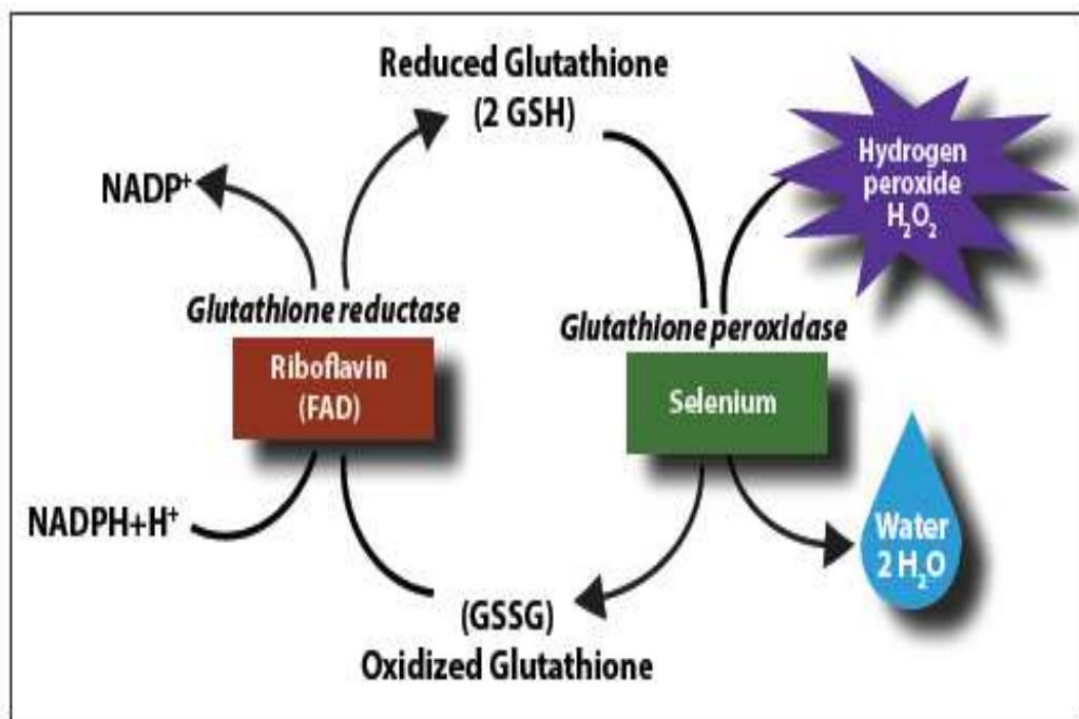 Reduced Glutathione
(2 GSH)
Hydrogen
peroxide
H₂O₂
NADP⁺
Glutathione reductase
Riboflavin
(FAD)
Glutathione peroxidase
Selenium
NADPH+H⁺
Water
2 H₂O
(GSSG)
Oxidized Glutathione